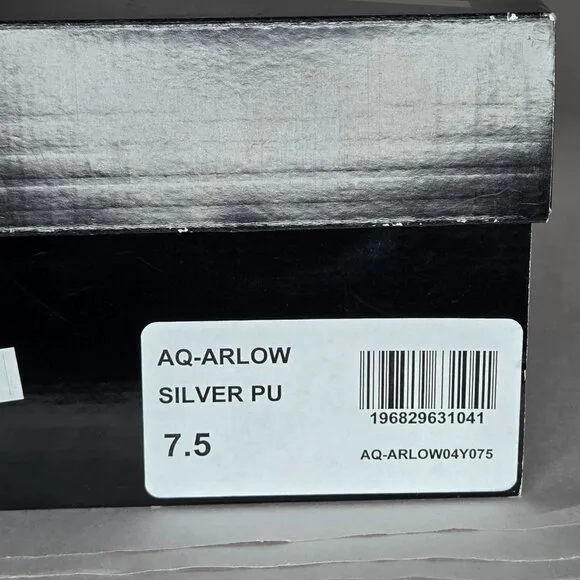 AQ-ARLOW
SILVER PU
7.5
196829631041
AQ-ARLOW04Y075